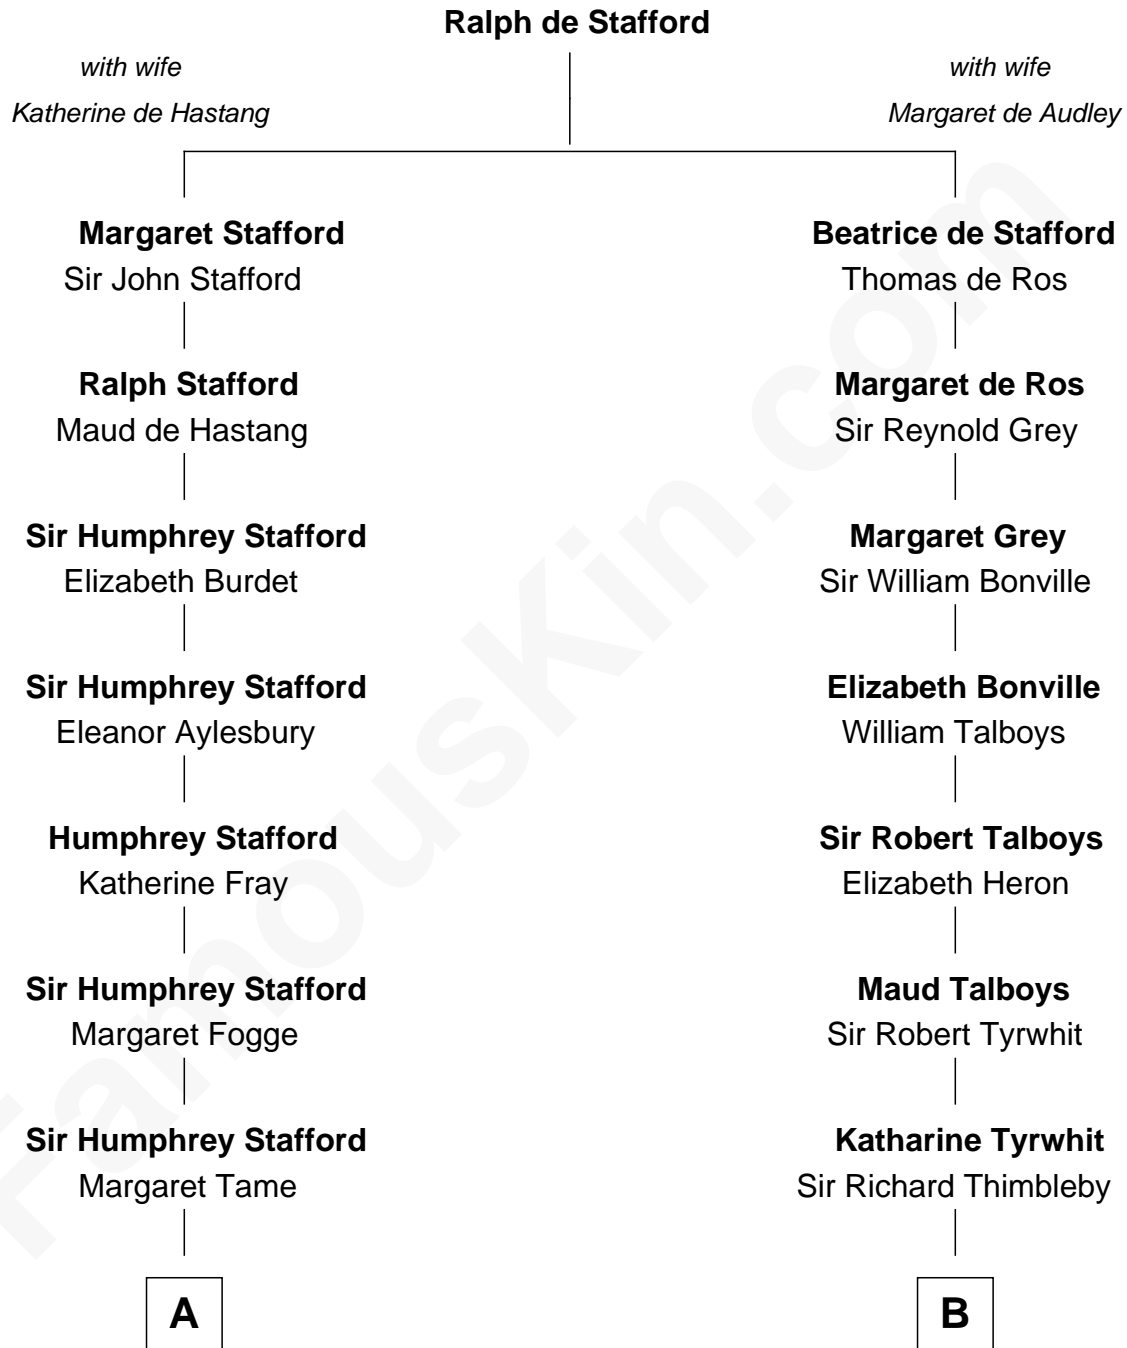 Ralph de Stafford
with wife
Katherine de Hastang
with wife
Margaret de Audley
Margaret Stafford
Sir John Stafford
Beatrice de Stafford
Thomas de Ros
Ralph Stafford
Maud de Hastang
Margaret de Ros
Sir Reynold Grey
Sir Humphrey Stafford
Elizabeth Burdet
Margaret Grey
Sir William Bonville
Sir Humphrey Stafford
Eleanor Aylesbury
Elizabeth Bonville
William Talboys
Humphrey Stafford
Katherine Fray
Sir Robert Talboys
Elizabeth Heron
Sir Humphrey Stafford
Margaret Fogge
Maud Talboys
Sir Robert Tyrwhit
Sir Humphrey Stafford
Margaret Tame
Katharine Tyrwhit
Sir Richard Thimbleby
A
B
FamousKin.com